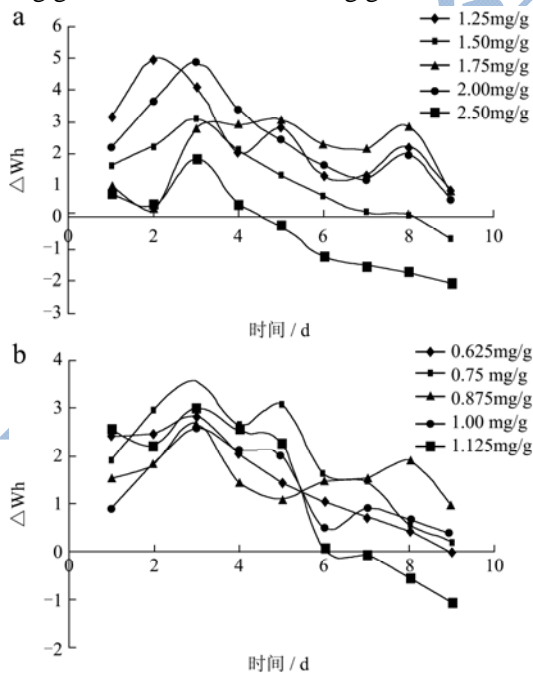 a
6
5
4
3
2
1
0
−1
−2
−3
△Wh
0
2
4
6
8
10
时间 / d
1.25mg/g
1.50mg/g
1.75mg/g
2.00mg/g
2.50mg/g
b
4
3
2
1
0
−1
−2
△Wh
0
2
4
6
8
10
时间 / d
0.625mg/g
0.75 mg/g
0.875mg/g
1.00 mg/g
1.125mg/g